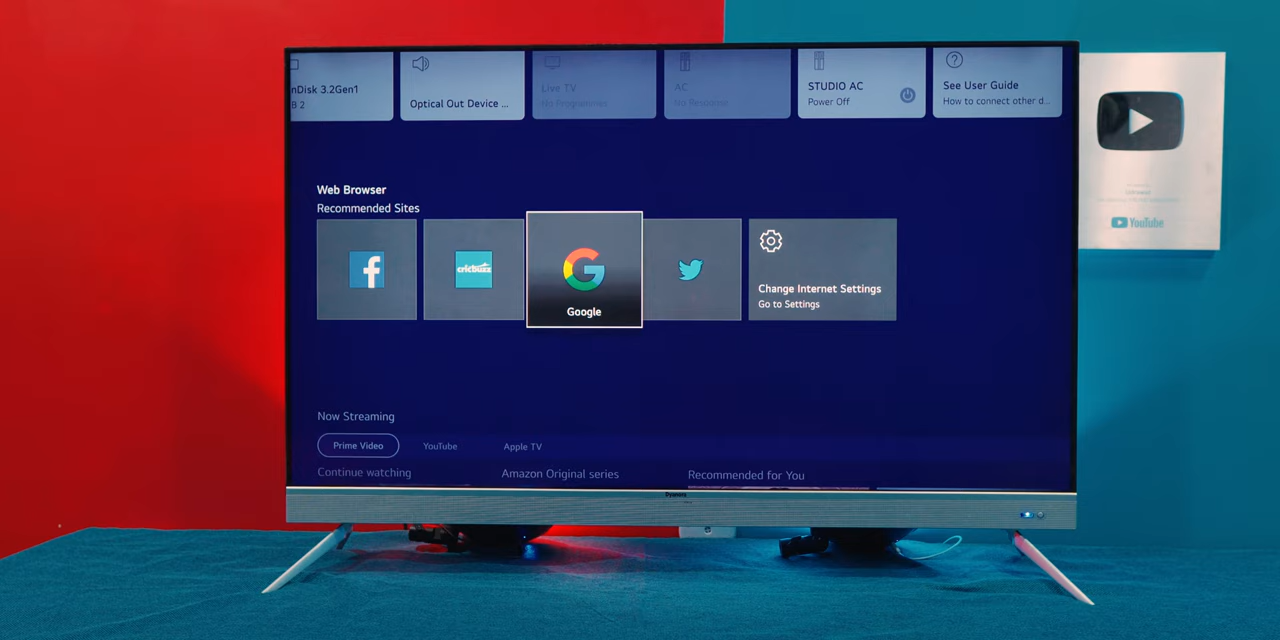 nDisk 3.2Gen1
B 2
Optical Out Device ...
Live TV
No Programmes
AC
No Response
STUDIO AC
Power Off
See User Guide
How to connect other d...
Web Browser
Recommended Sites
cricbuzz
Google
Change Internet Settings
Go to Settings
Now Streaming
Prime Video
YouTube
Apple TV
Continue watching
Amazon Original series
Recommended for You
YouTube